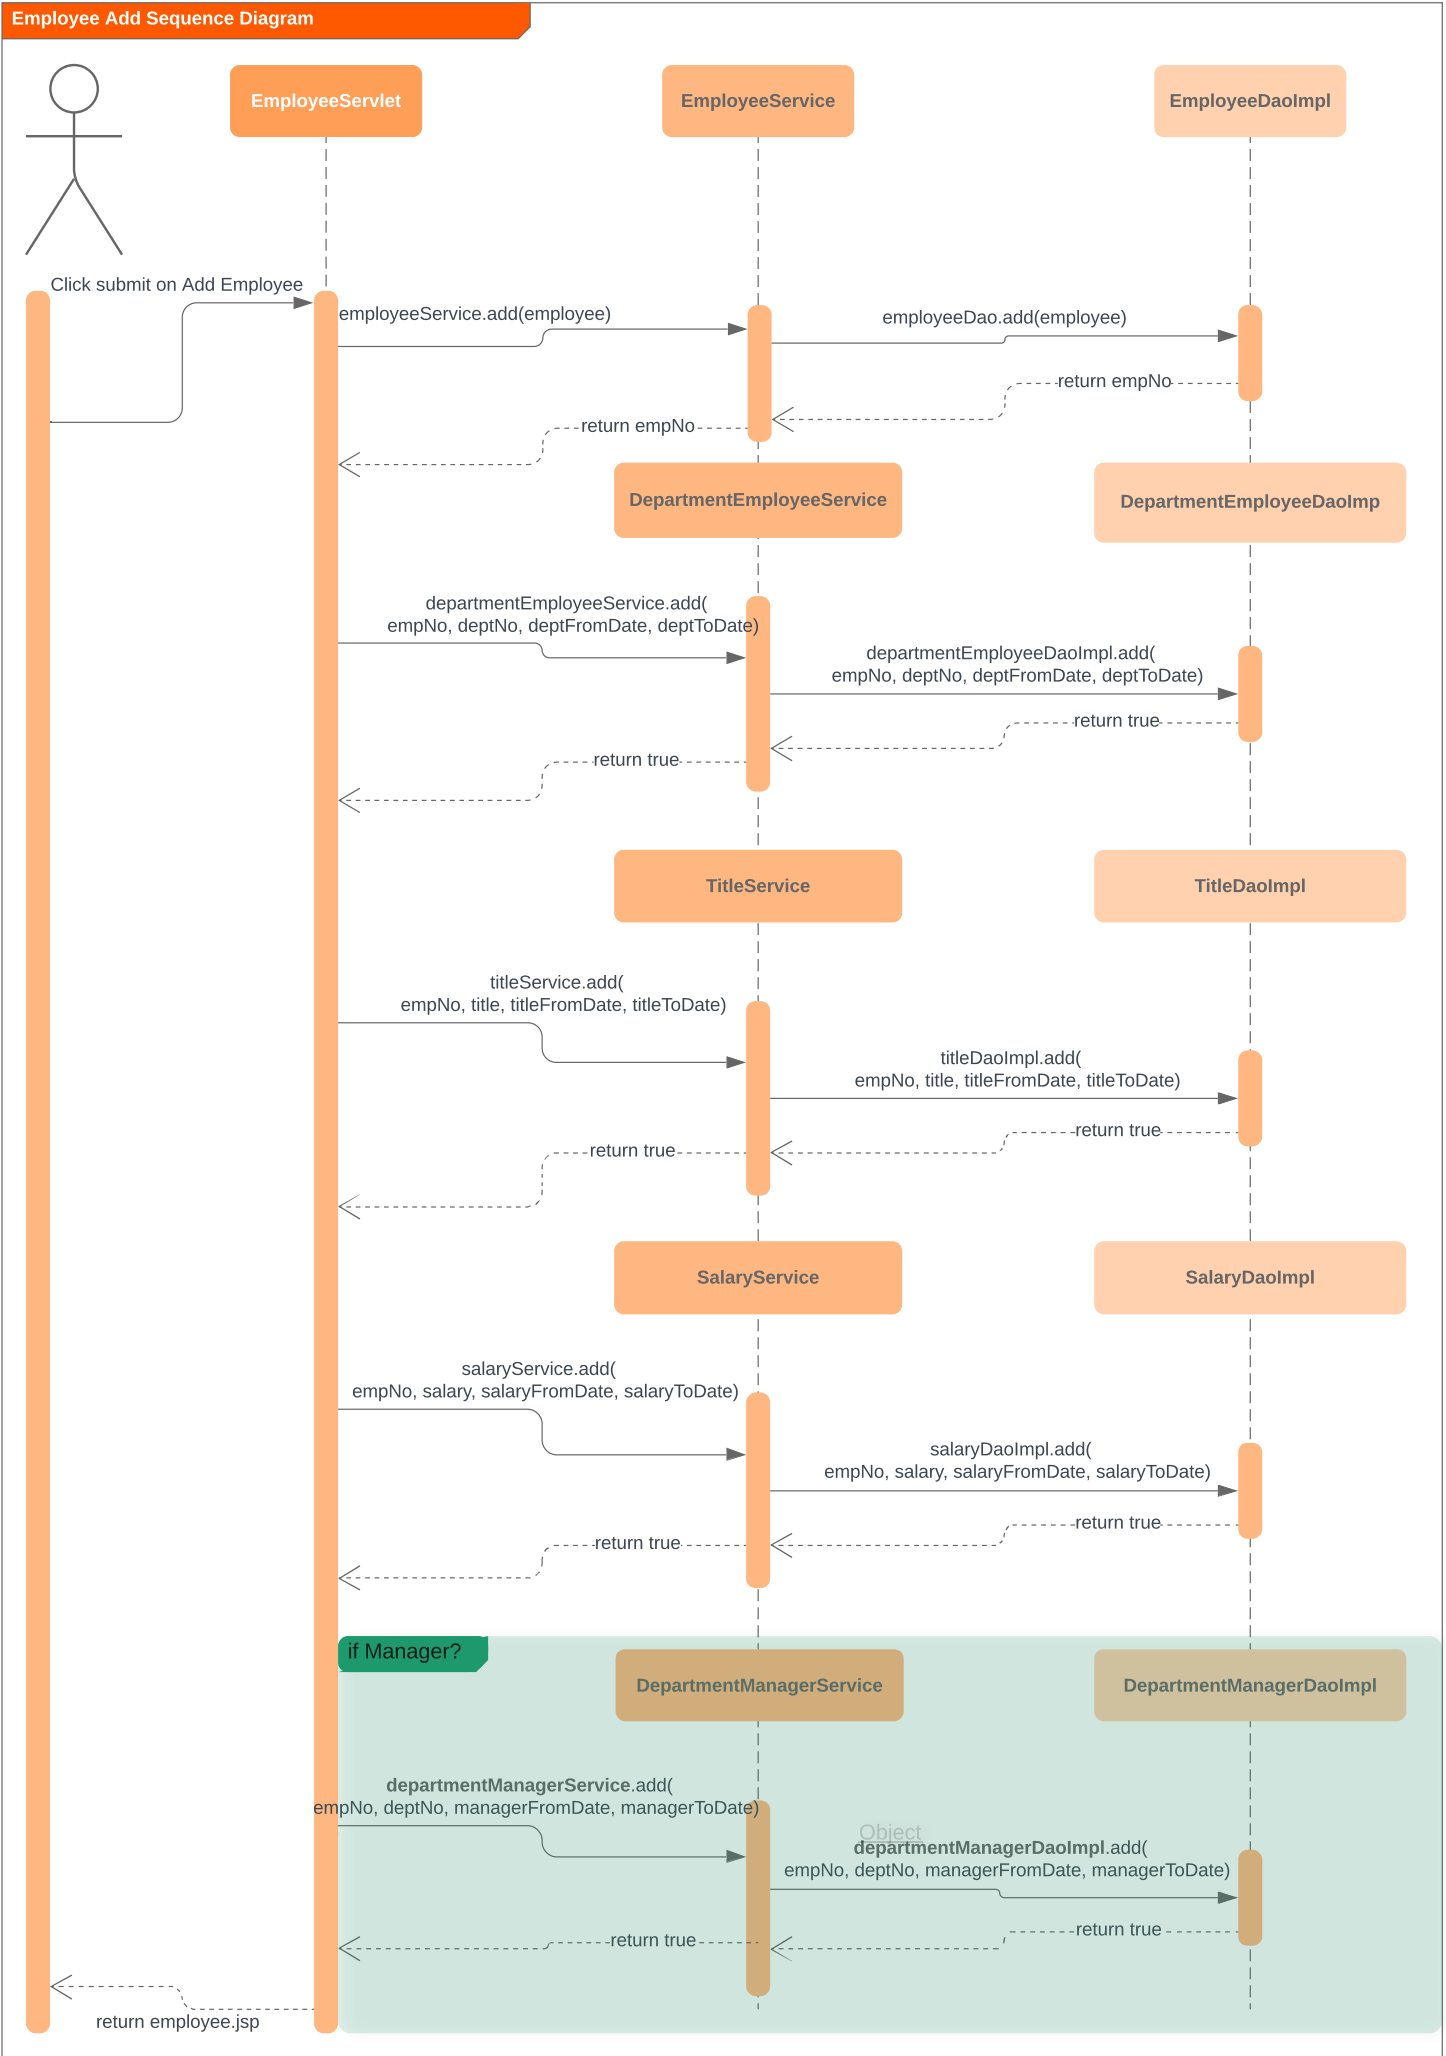 Employee Add Sequence Diagram
EmployeeServlet
EmployeeService
EmployeeDaoImpl
Click submit on Add Employee
employeeService.add(employee)
employeeDao.add(employee)
return empNo
return empNo
DepartmentEmployeeService
DepartmentEmployeeDaoImp
departmentEmployeeService.add(
empNo, deptNo, deptFromDate, deptToDate)
departmentEmployeeDaoImpl.add(
empNo, deptNo, deptFromDate, deptToDate)
return true
return true
TitleService
TitleDaoImpl
titleService.add(
empNo, title, titleFromDate, titleToDate)
titleDaoImpl.add(
empNo, title, titleFromDate, titleToDate)
return true
return true
SalaryService
SalaryDaoImpl
salaryService.add(
empNo, salary, salaryFromDate, salaryToDate)
salaryDaoImpl.add(
empNo, salary, salaryFromDate, salaryToDate)
return true
return true
if Manager?
DepartmentManagerService
DepartmentManagerDaoImpl
departmentManagerService.add(
empNo, deptNo, managerFromDate, managerToDate)
Object
departmentManagerDaoImpl.add(
empNo, deptNo, managerFromDate, managerToDate)
return true
return true
return employee.jsp